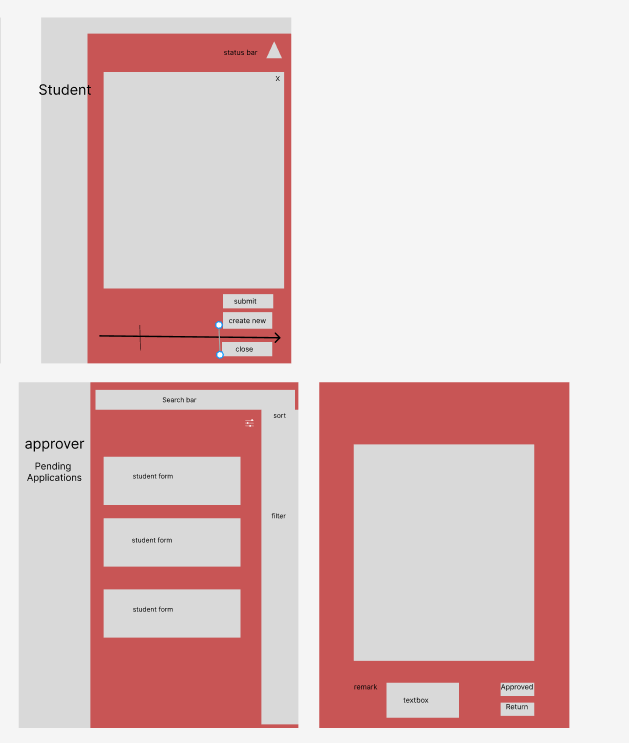 status bar
X
Student
submit
create new
close
Search bar
sort
approver
Pending
Applications
student form
filter
student form
student form
remark
textbox
Approved
Return